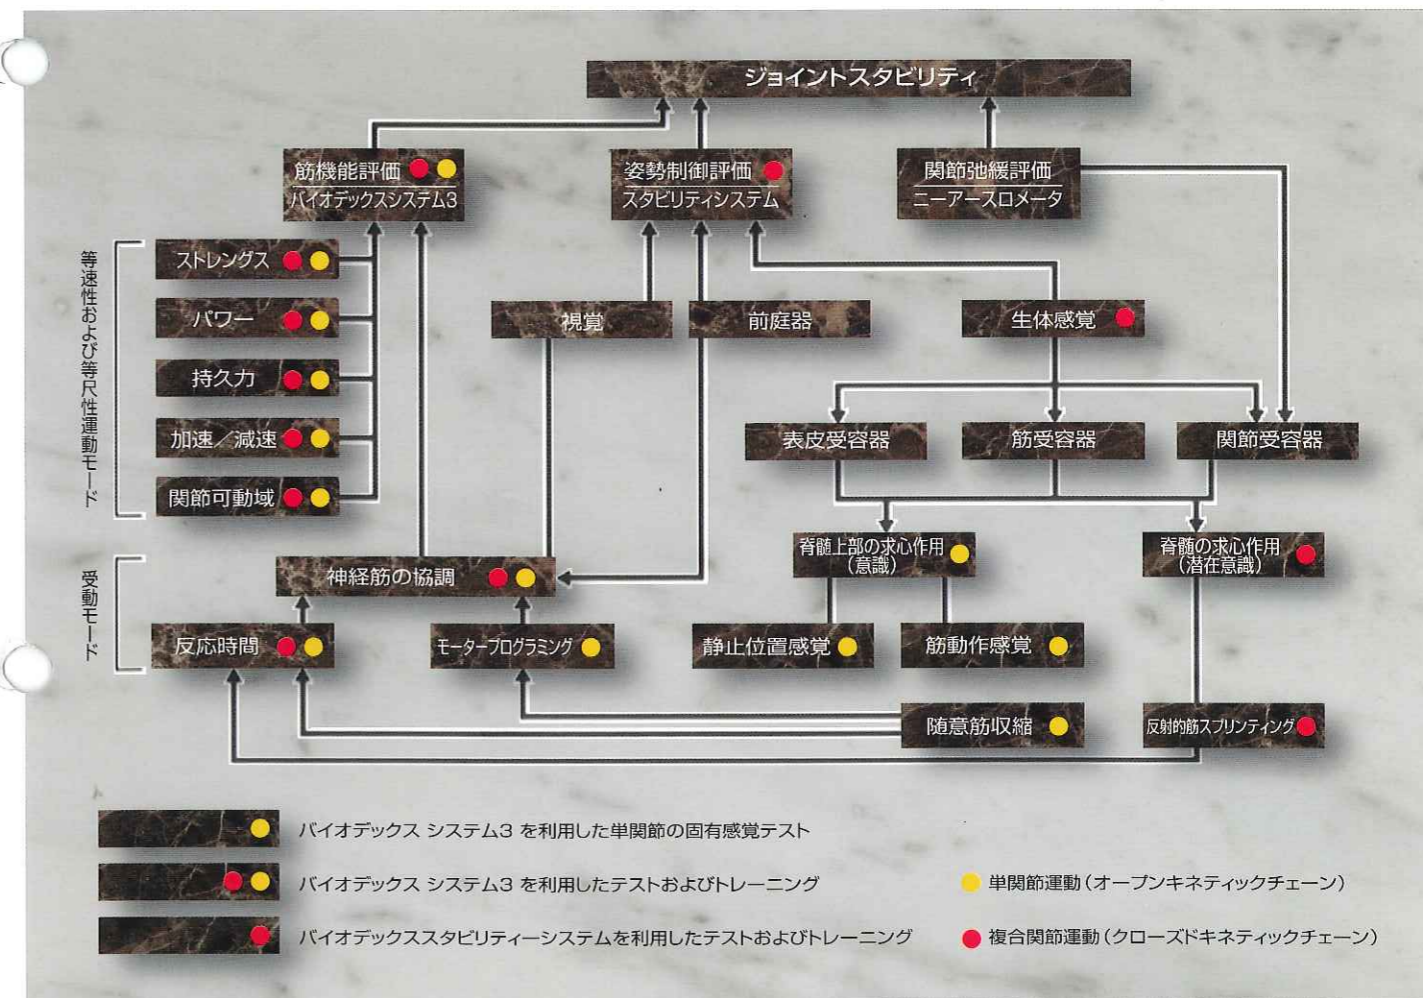 ジョイントスタビリティ
筋機能評価
バイオデックスシステム3
姿勢制御評価
スタビリティシステム
関節弛緩評価
ニーアースロメータ
等速性および等尺性運動モード
ストレングス
パワー
持久力
加速／減速
関節可動域
視覚
前庭器
生体感覚
表皮受容器
筋受容器
関節受容器
脊髄上部の求心作用
（意識）
脊髄の求心作用
（潜在意識）
受動モード
神経筋の協調
反応時間
モータープログラミング
静止位置感覚
筋動作感覚
随意筋収縮
反射的筋スプリンティング
バイオデックス システム3 を利用した単関節の固有感覚テスト
バイオデックス システム3 を利用したテストおよびトレーニング
単関節運動（オープンキネティックチェーン）
バイオデックススタビリティーシステムを利用したテストおよびトレーニング
複合関節運動（クローズドキネティックチェーン）